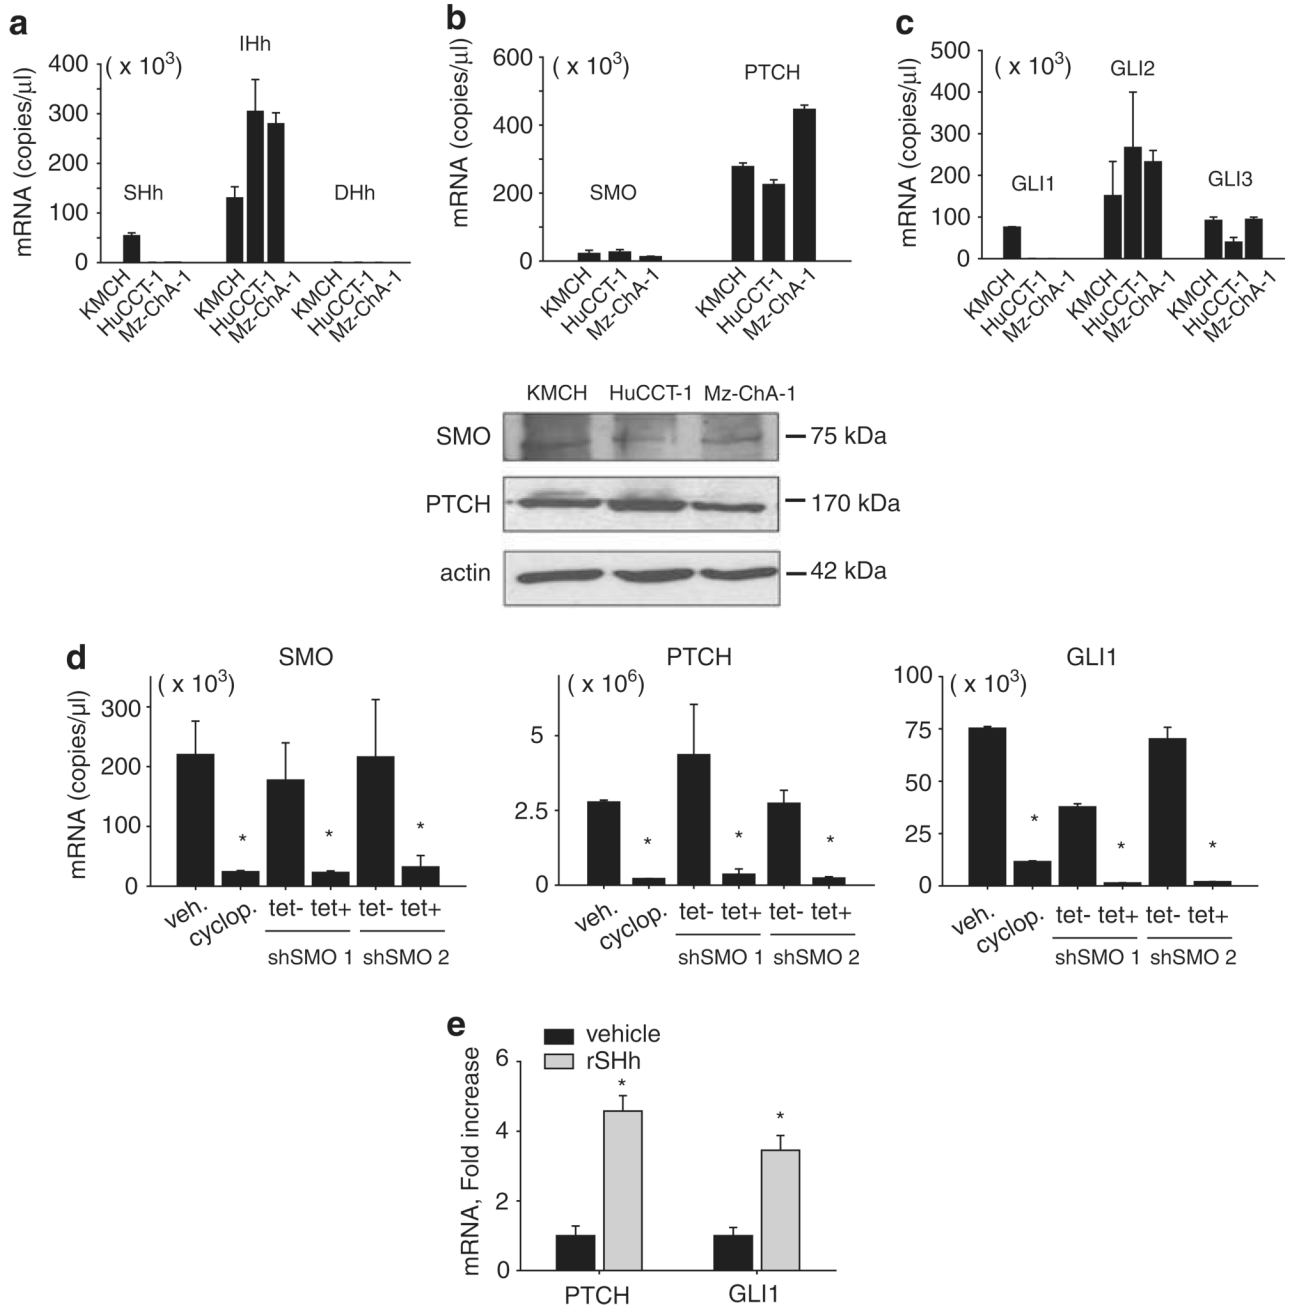 a
mRNA (copies/µl)
400
300
200
100
0
( x 10³)
SHh
IHh
DHh
KMCH
HuCCT-1
Mz-ChA-1
KMCH
HuCCT-1
Mz-ChA-1
KMCH
HuCCT-1
Mz-ChA-1
b
mRNA (copies/µl)
600
400
200
0
( x 10³)
SMO
PTCH
KMCH
HuCCT-1
Mz-ChA-1
KMCH
HuCCT-1
Mz-ChA-1
c
mRNA (copies/µl)
500
400
300
200
100
0
( x 10³)
GLI1
GLI2
GLI3
KMCH
HuCCT-1
Mz-ChA-1
KMCH
HuCCT-1
Mz-ChA-1
KMCH
HuCCT-1
Mz-ChA-1
KMCH HuCCT-1 Mz-ChA-1
SMO 75 kDa
PTCH 170 kDa
actin 42 kDa
d
SMO
mRNA (copies/µl)
( x 10³)
300
200
100
0
* * *
veh. cyclop. tet- tet+ tet- tet+
shSMO 1 shSMO 2
PTCH
( x 10⁶)
5
2.5
0
* * *
veh. cyclop. tet- tet+ tet- tet+
shSMO 1 shSMO 2
GLI1
( x 10³)
100
75
50
25
0
* * *
veh. cyclop. tet- tet+ tet- tet+
shSMO 1 shSMO 2
e
vehicle
rSHh
mRNA, Fold increase
6
4
2
0
* *
PTCH GLI1